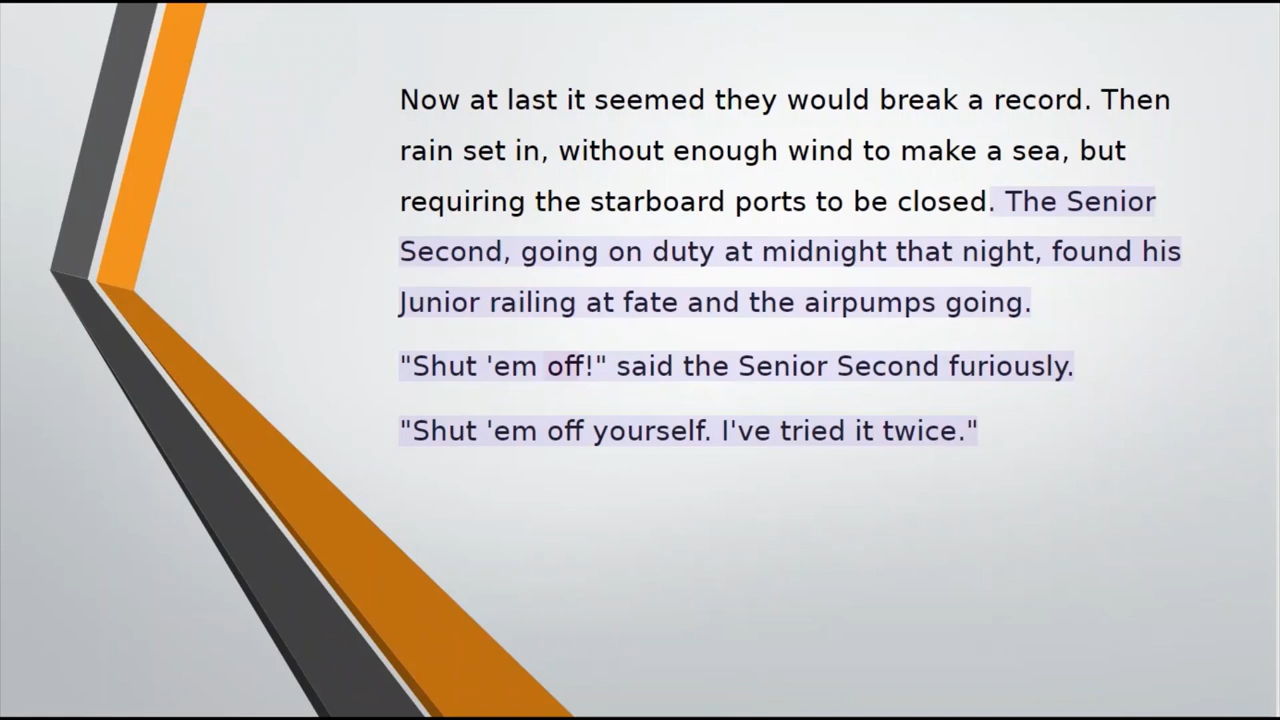 Now at last it seemed they would break a record. Then
rain set in, without enough wind to make a sea, but
requiring the starboard ports to be closed. The Senior
Second, going on duty at midnight that night, found his
Junior railing at fate and the airpumps going.
"Shut 'em off!" said the Senior Second furiously.
"Shut 'em off yourself. I've tried it twice."